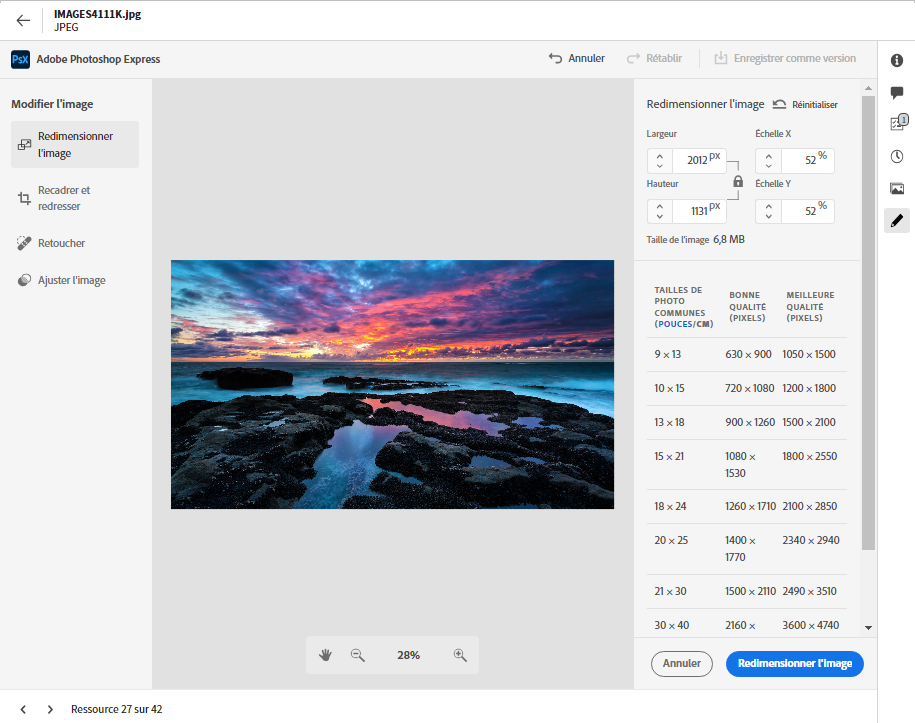 IMAGES4111K.jpg
JPEG
PsX Adobe Photoshop Express
Annuler
Rétablir
Enregistrer comme version
1
Modifier l'image
Redimensionner
l'image
Recadrer et
redresser
Retoucher
Ajuster l'image
28%
Redimensionner l'image
Réinitialiser
Largeur
Échelle X
2012 px
52 %
Hauteur
Échelle Y
1131 px
52 %
Taille de l'image 6,8 MB
TAILLES DE
PHOTO
COMMUNES
(POUCES/CM)
BONNE
QUALITÉ
(PIXELS)
MEILLEURE
QUALITÉ
(PIXELS)
9 × 13 630 × 900 1050 × 1500
10 × 15 720 × 1080 1200 × 1800
13 × 18 900 × 1260 1500 × 2100
15 × 21 1080 × 1800 × 2550
1530
18 × 24 1260 × 1710 2100 × 2850
20 × 25 1400 × 2340 × 2940
1770
21 × 30 1500 × 2110 2490 × 3510
30 × 40 2160 × 3600 × 4740
Annuler
Redimensionner l'image
Ressource 27 sur 42